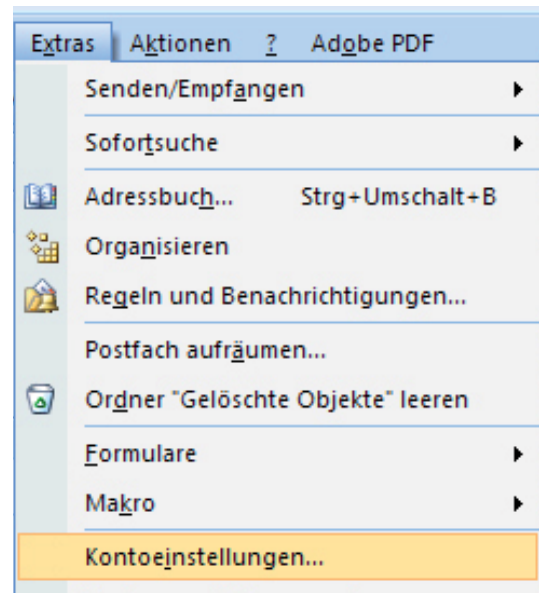 Extras Aktionen ? Adobe PDF
Senden/Empfangen
Sofortsuche
Adressbuch... Strg+Umschalt+B
Organisieren
Regeln und Benachrichtigungen...
Postfach aufräumen...
Ordner "Gelöschte Objekte" leeren
Formulare
Makro
Kontoeinstellungen...